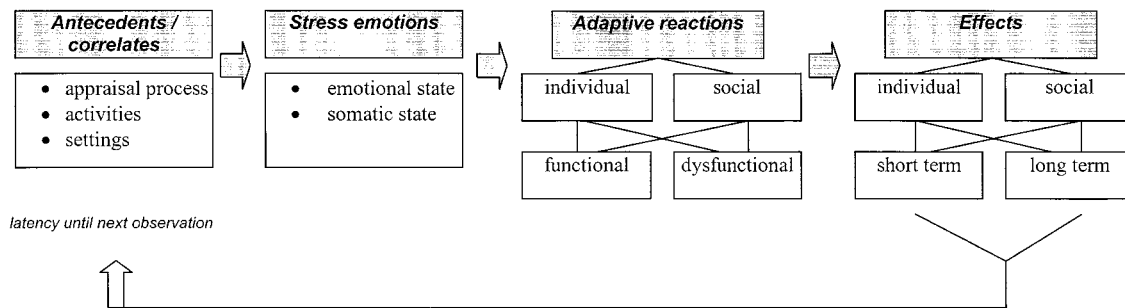 Antecedents /
correlates
Stress emotions
Adaptive reactions
Effects
• appraisal process
• activities
• settings
• emotional state
• somatic state
individual
social
functional
dysfunctional
individual
social
short term
long term
latency until next observation